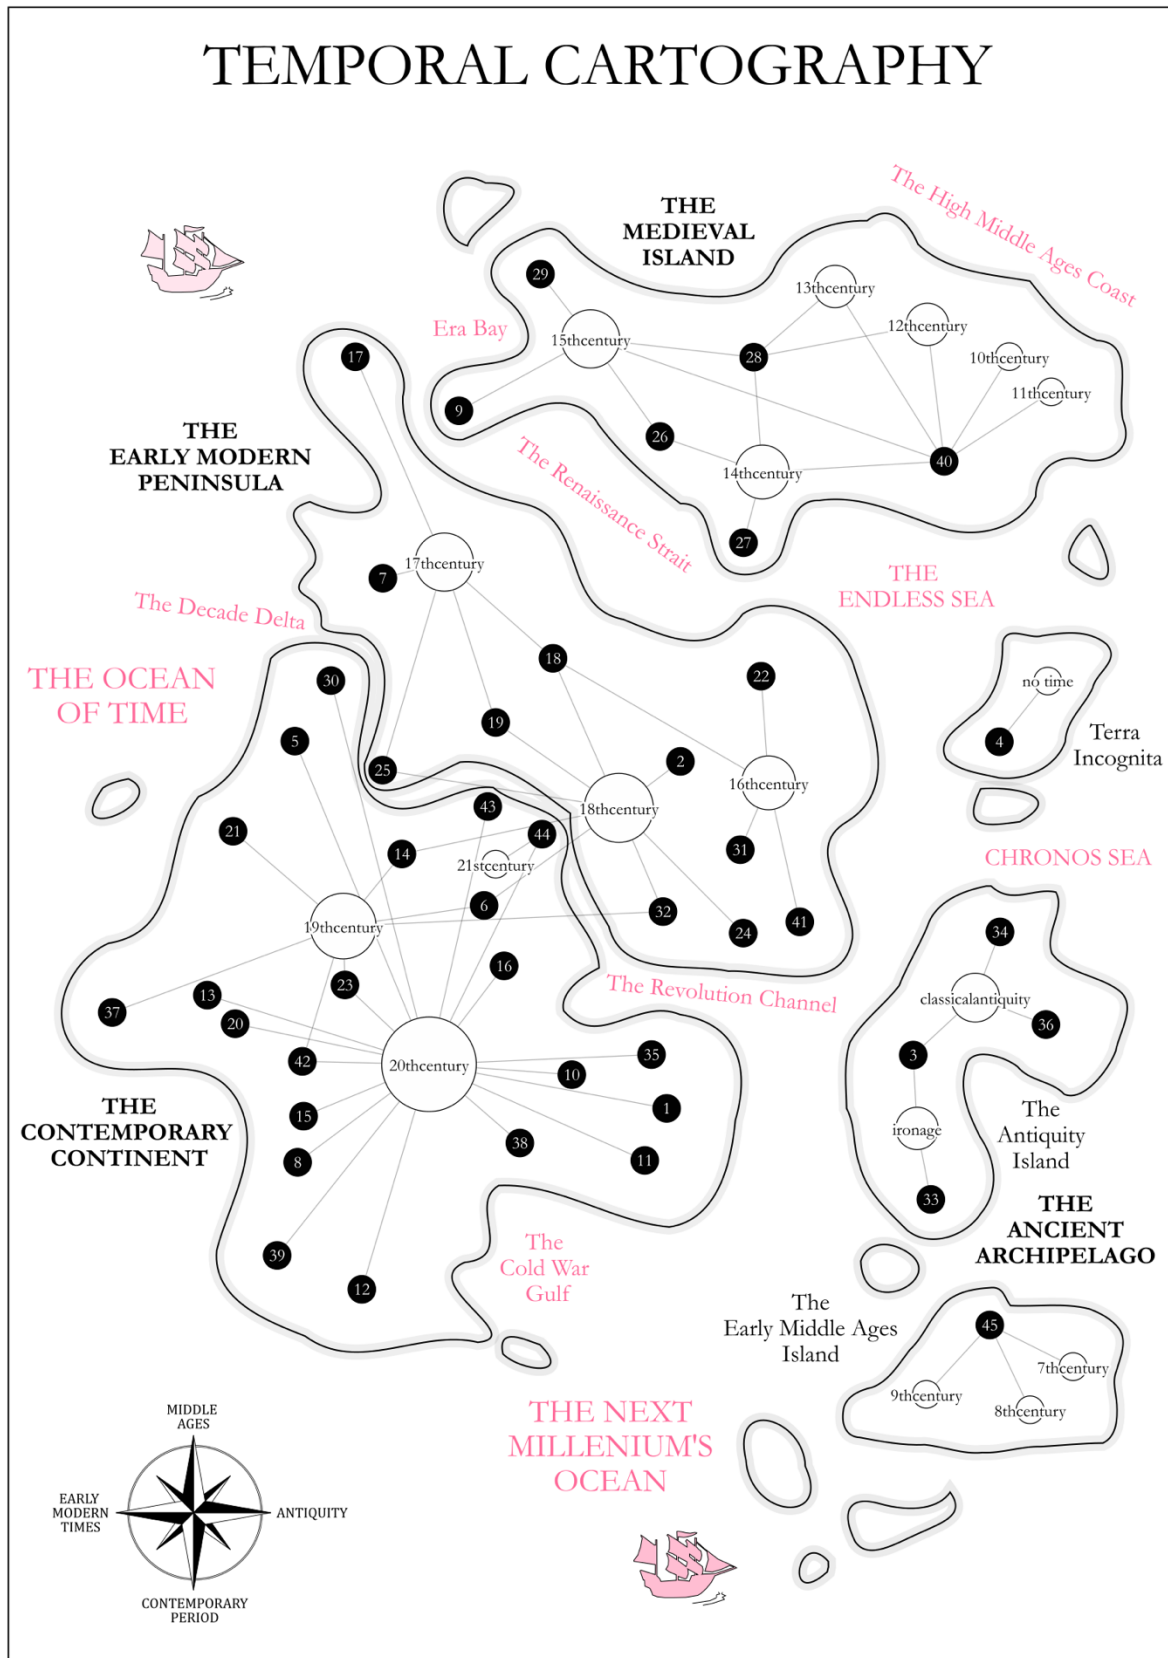 TEMPORAL CARTOGRAPHY
The High Middle Ages Coast
THE
MEDIEVAL
ISLAND
29
13thcentury
12thcentury
Era Bay
15thcentury
28
10thcentury
17
11thcentury
9
26
THE
EARLY MODERN
PENINSULA
The Renaissance Strait
14thcentury
40
27
17thcentury
7
THE
ENDLESS SEA
The Decade Delta
18
THE OCEAN
OF TIME
30
22
no time
5
19
4
Terra
Incognita
25
2
16thcentury
43
18thcentury
21
44
14
31
21stcentury
CHRONOS SEA
6
32
41
19thcentury
24
34
16
23
The Revolution Channel
13
classicalantiquity
37
20
36
42
20thcentury
35
3
10
THE
CONTEMPORARY
CONTINENT
15
1
The
Antiquity
Island
ironage
38
8
11
33
THE
ANCIENT
ARCHIPELAGO
39
The
Cold War
Gulf
12
The
Early Middle Ages
Island
45
7thcentury
9thcentury
8thcentury
THE NEXT
MILLENIUM'S
OCEAN
MIDDLE
AGES
EARLY
MODERN
TIMES
ANTIQUITY
CONTEMPORARY
PERIOD